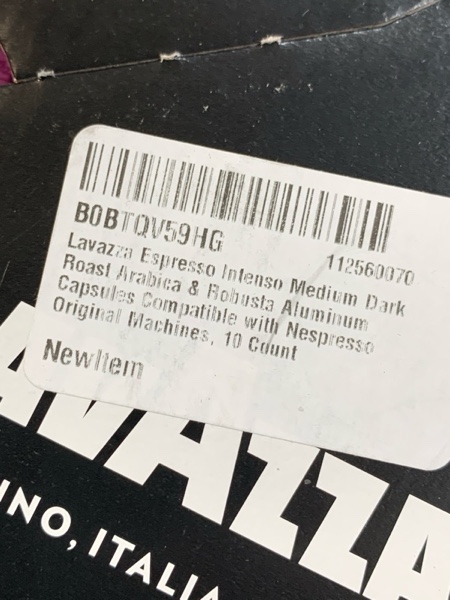 B0BTQV59HG
112560070
Lavazza Espresso Intenso Medium Dark
Roast Arabica & Robusta Aluminum
Capsules Compatible with Nespresso
Original Machines, 10 Count
NewItem
AVAZZA
INO, ITALIA